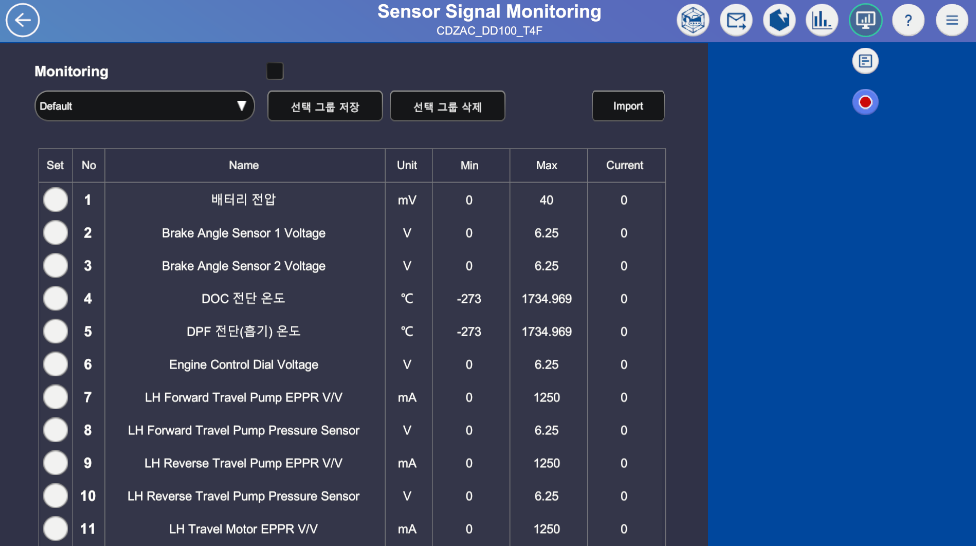 Sensor Signal Monitoring
CDZAC_DD100_T4F
?
Monitoring
Default ▼ 선택 그룹 저장 선택 그룹 삭제 Import
Set No Name Unit Min Max Current
1 배터리 전압 mV 0 40 0
2 Brake Angle Sensor 1 Voltage V 0 6.25 0
3 Brake Angle Sensor 2 Voltage V 0 6.25 0
4 DOC 전단 온도 ℃ -273 1734.969 0
5 DPF 전단(흡기) 온도 ℃ -273 1734.969 0
6 Engine Control Dial Voltage V 0 6.25 0
7 LH Forward Travel Pump EPPR V/V mA 0 1250 0
8 LH Forward Travel Pump Pressure Sensor V 0 6.25 0
9 LH Reverse Travel Pump EPPR V/V mA 0 1250 0
10 LH Reverse Travel Pump Pressure Sensor V 0 6.25 0
11 LH Travel Motor EPPR V/V mA 0 1250 0